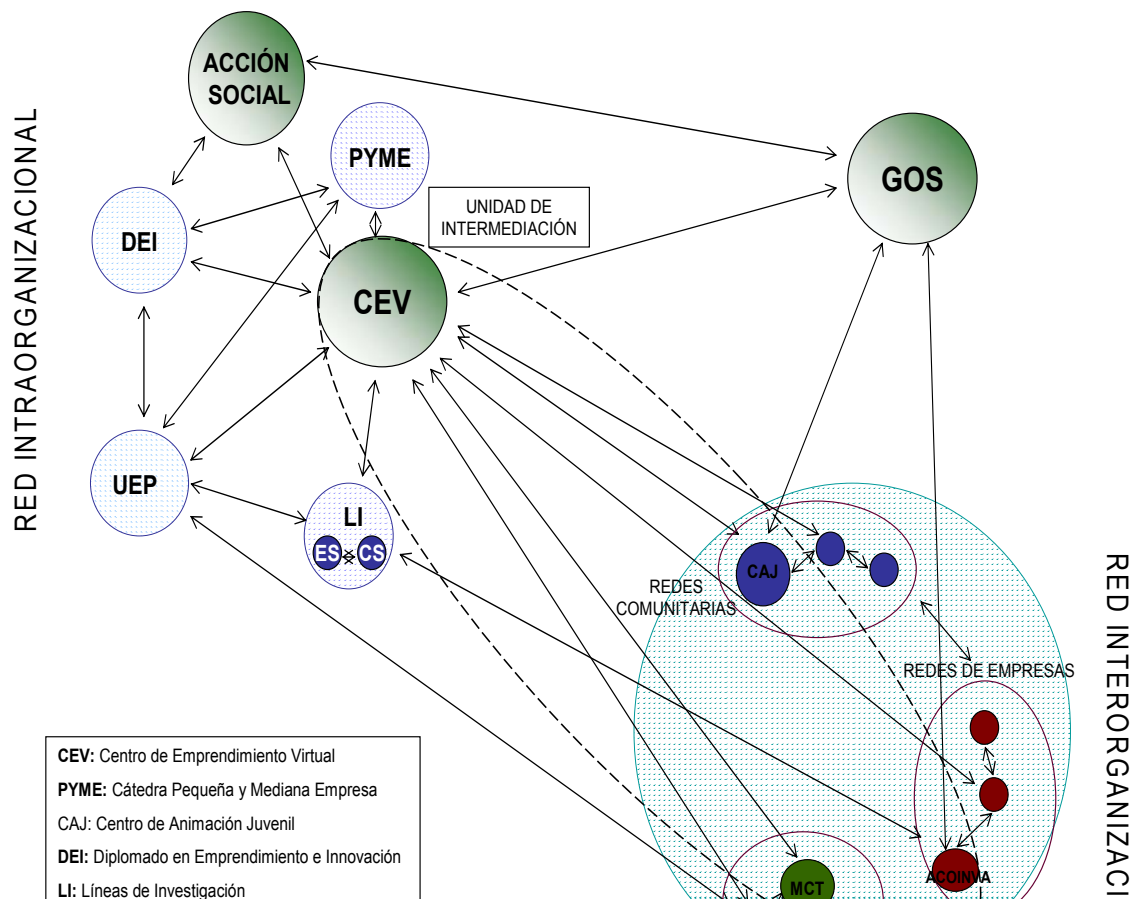 RED INTRAORGANIZACIONAL
ACCIÓN
SOCIAL
PYME
GOS
UNIDAD DE
INTERMEDIACIÓN
DEI
CEV
UEP
LI
ES
CS
CAJ
REDES
COMUNITARIAS
REDES DE EMPRESAS
RED INTERORGANIZACI
ACOINVA
MCT
CEV: Centro de Emprendimiento Virtual
PYME: Cátedra Pequeña y Mediana Empresa
CAJ: Centro de Animación Juvenil
DEI: Diplomado en Emprendimiento e Innovación
LI: Líneas de Investigación